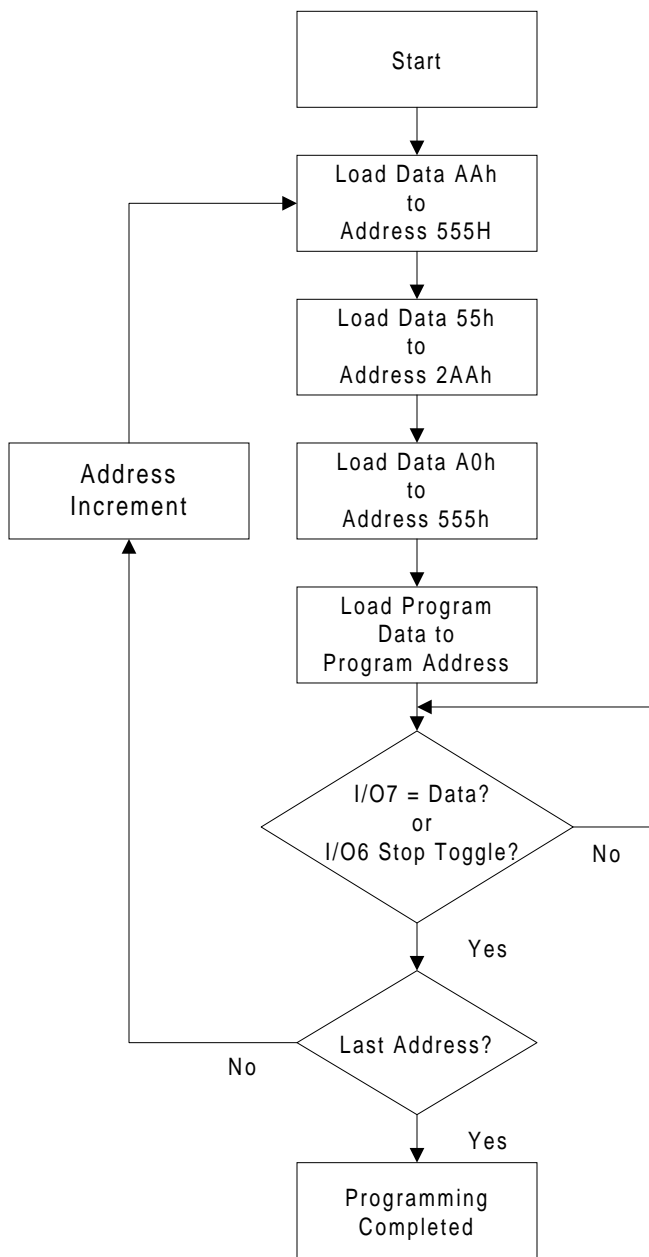 Start
Load Data AAh
to
Address 555H
Load Data 55h
to
Address 2AAh
Address
Increment
Load Data A0h
to
Address 555h
Load Program
Data to
Program Address
I/O7 = Data?
or
I/O6 Stop Toggle?
No
Yes
Last Address?
No
Yes
Programming
Completed